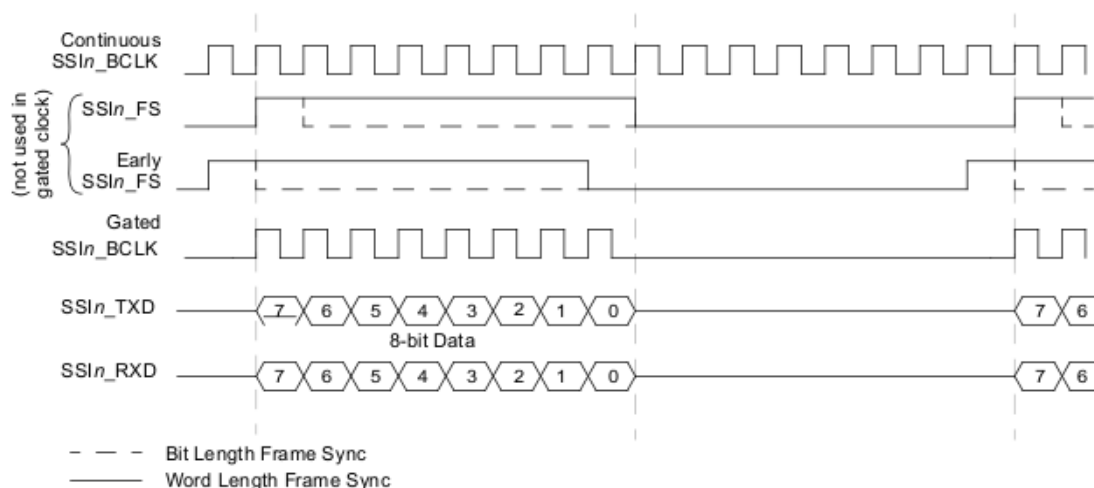 Continuous
SSIn_BCLK
(not used in
gated clock)
SSIn_FS
Early
SSIn_FS
Gated
SSIn_BCLK
SSIn_TXD
7 6 5 4 3 2 1 0 7 6
8-bit Data
SSIn_RXD
7 6 5 4 3 2 1 0 7 6
Bit Length Frame Sync
Word Length Frame Sync